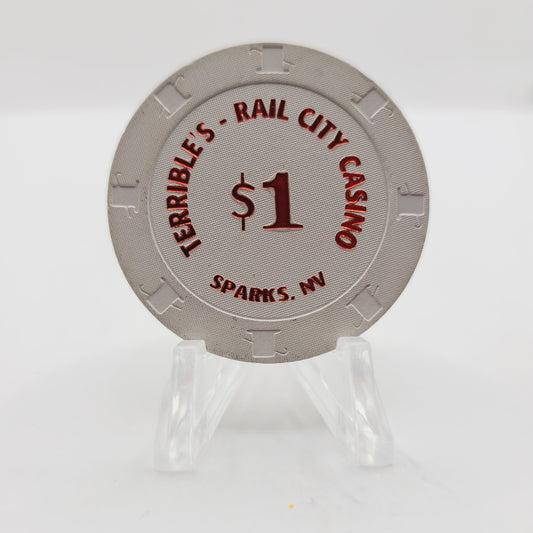 TERRIBLE'S - RAIL CITY CASINO
$1
SPARKS, NV